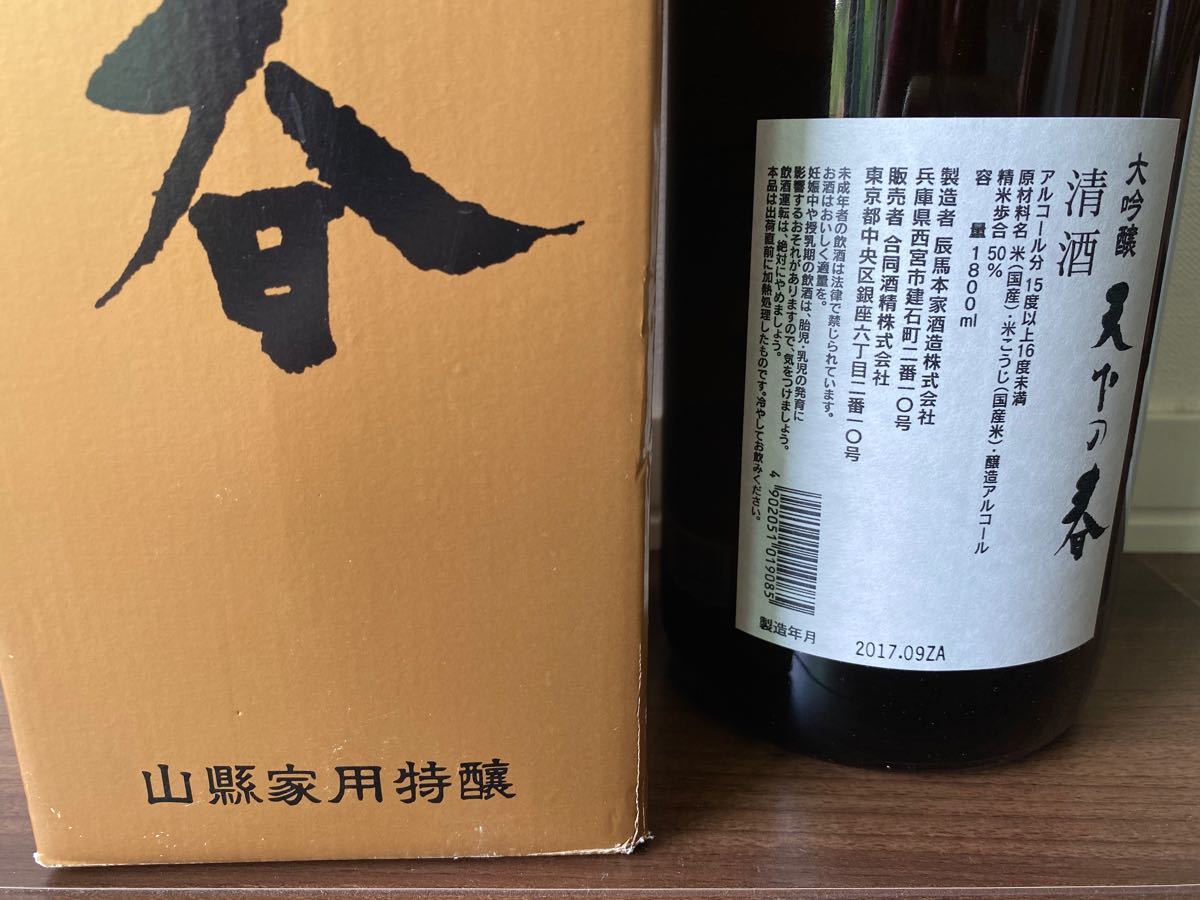 春
山縣家用特釀
大吟醸
清酒
天下の春
アルコール分 15度以上16度未満
原材料名 米(国産)・米こうじ(国産米)・醸造アルコール
精米歩合 50%
容量 1800ml
製造者 辰馬本家酒造株式会社
兵庫県西宮市建石町二番一〇号
販売者 合同酒精株式会社
東京都中央区銀座六丁目二番一〇号
未成年者の飲酒は法律で禁じられています。
お酒はおいしく適量を。
妊娠中や授乳期の飲酒は、胎児・乳児の発育に
影響するおそれがありますので、気をつけましょう。
飲酒運転は、絶対にやめましょう。
本品は出荷直前に加熱処理したものです。冷やしてお飲みください。
4 902051 019085
製造年月
2017.09ZA